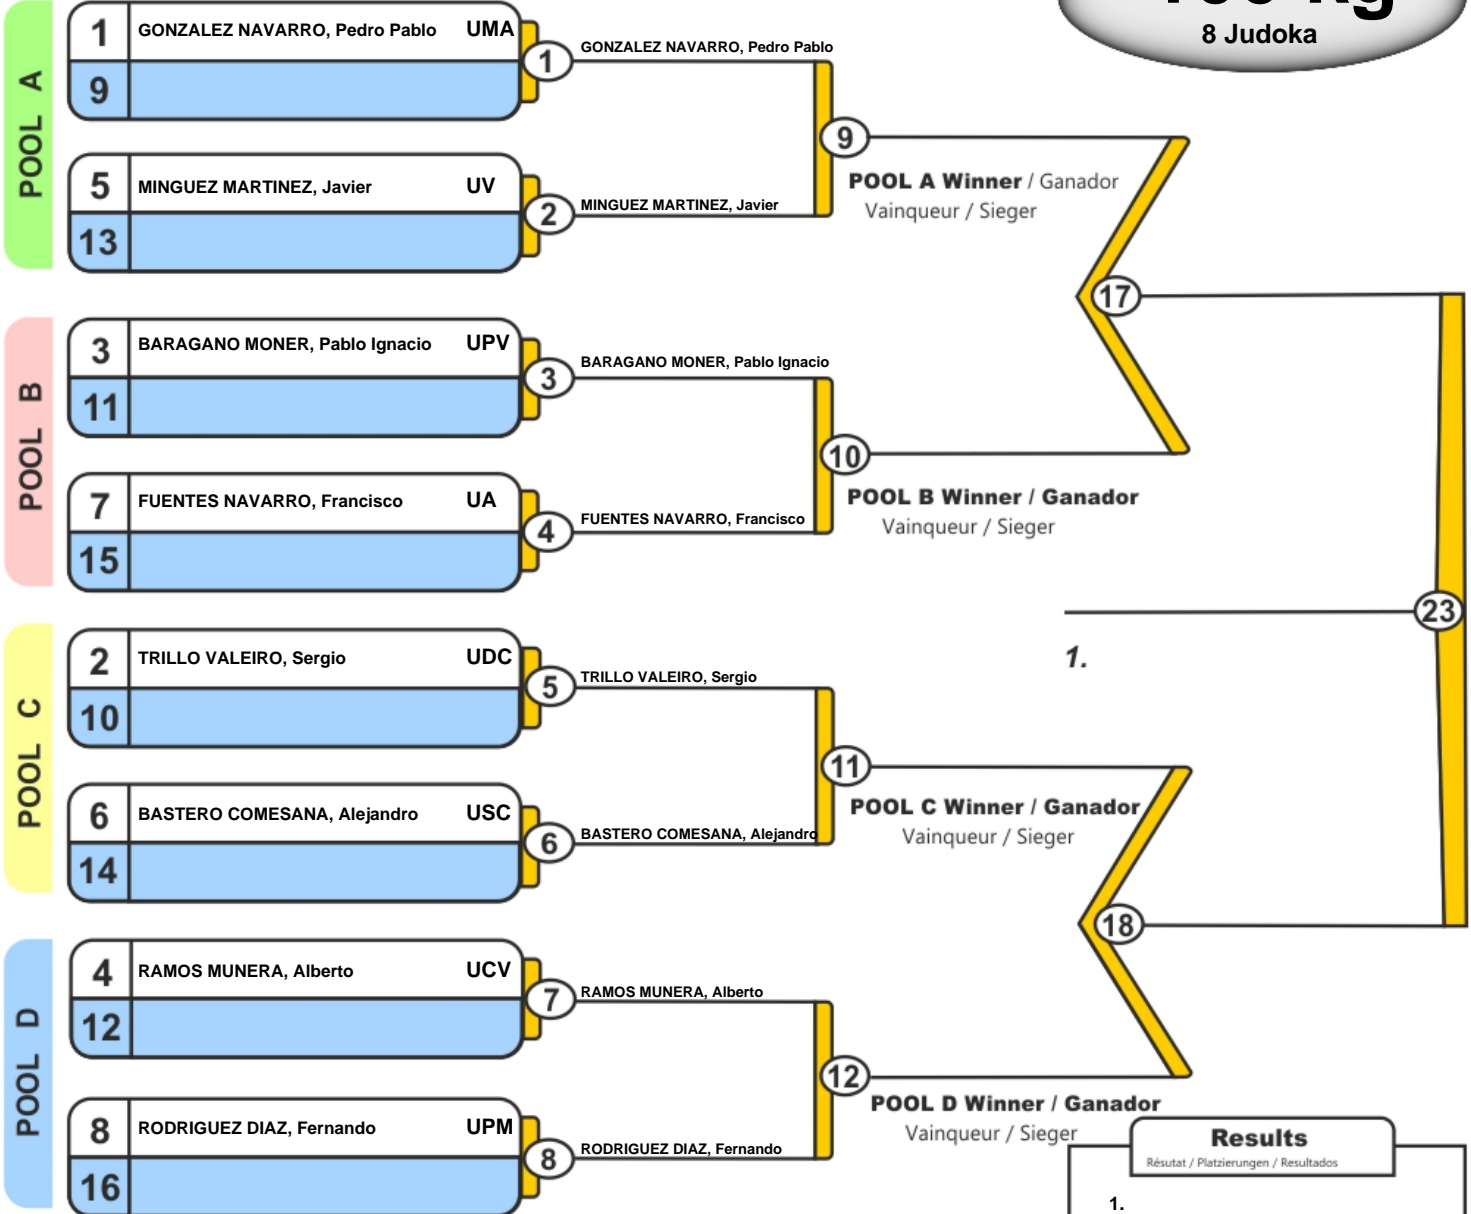 kg
8 Judoka
POOL A
1 GONZALEZ NAVARRO, Pedro Pablo UMA
9
1
GONZALEZ NAVARRO, Pedro Pablo
5 MINGUEZ MARTINEZ, Javier UV
13
2
MINGUEZ MARTINEZ, Javier
9
POOL A Winner / Ganador
Vainqueur / Sieger
POOL B
3 BARAGANO MONER, Pablo Ignacio UPV
11
3
BARAGANO MONER, Pablo Ignacio
7 FUENTES NAVARRO, Francisco UA
15
4
FUENTES NAVARRO, Francisco
10
POOL B Winner / Ganador
Vainqueur / Sieger
17
POOL C
2 TRILLO VALEIRO, Sergio UDC
10
5
TRILLO VALEIRO, Sergio
6 BASTERO COMESANA, Alejandro USC
14
6
BASTERO COMESANA, Alejandro
11
POOL C Winner / Ganador
Vainqueur / Sieger
POOL D
4 RAMOS MUNERA, Alberto UCV
12
7
RAMOS MUNERA, Alberto
8 RODRIGUEZ DIAZ, Fernando UPM
16
8
RODRIGUEZ DIAZ, Fernando
12
POOL D Winner / Ganador
Vainqueur / Sieger
18
23
1.
Results
Résutat / Platzierungen / Resultados
1.